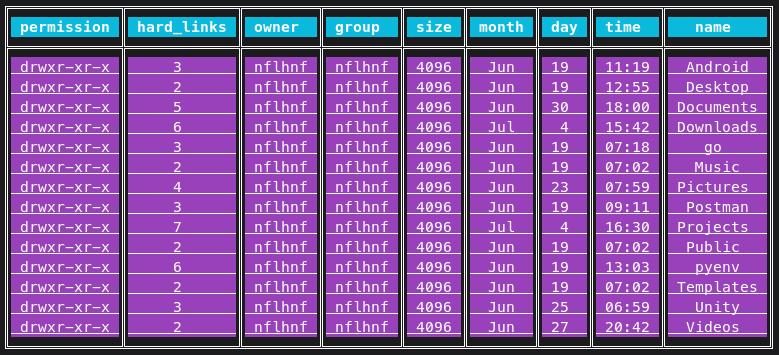 permission hard_links owner group size month day time name
drwxr-xr-x 3 nflhnf nflhnf 4096 Jun 19 11:19 Android
drwxr-xr-x 2 nflhnf nflhnf 4096 Jun 19 12:55 Desktop
drwxr-xr-x 5 nflhnf nflhnf 4096 Jun 30 18:00 Documents
drwxr-xr-x 6 nflhnf nflhnf 4096 Jul 4 15:42 Downloads
drwxr-xr-x 3 nflhnf nflhnf 4096 Jun 19 07:18 go
drwxr-xr-x 2 nflhnf nflhnf 4096 Jun 19 07:02 Music
drwxr-xr-x 4 nflhnf nflhnf 4096 Jun 23 07:59 Pictures
drwxr-xr-x 3 nflhnf nflhnf 4096 Jun 19 09:11 Postman
drwxr-xr-x 7 nflhnf nflhnf 4096 Jul 4 16:30 Projects
drwxr-xr-x 2 nflhnf nflhnf 4096 Jun 19 07:02 Public
drwxr-xr-x 6 nflhnf nflhnf 4096 Jun 19 13:03 pyenv
drwxr-xr-x 2 nflhnf nflhnf 4096 Jun 19 07:02 Templates
drwxr-xr-x 3 nflhnf nflhnf 4096 Jun 25 06:59 Unity
drwxr-xr-x 2 nflhnf nflhnf 4096 Jun 27 20:42 Videos